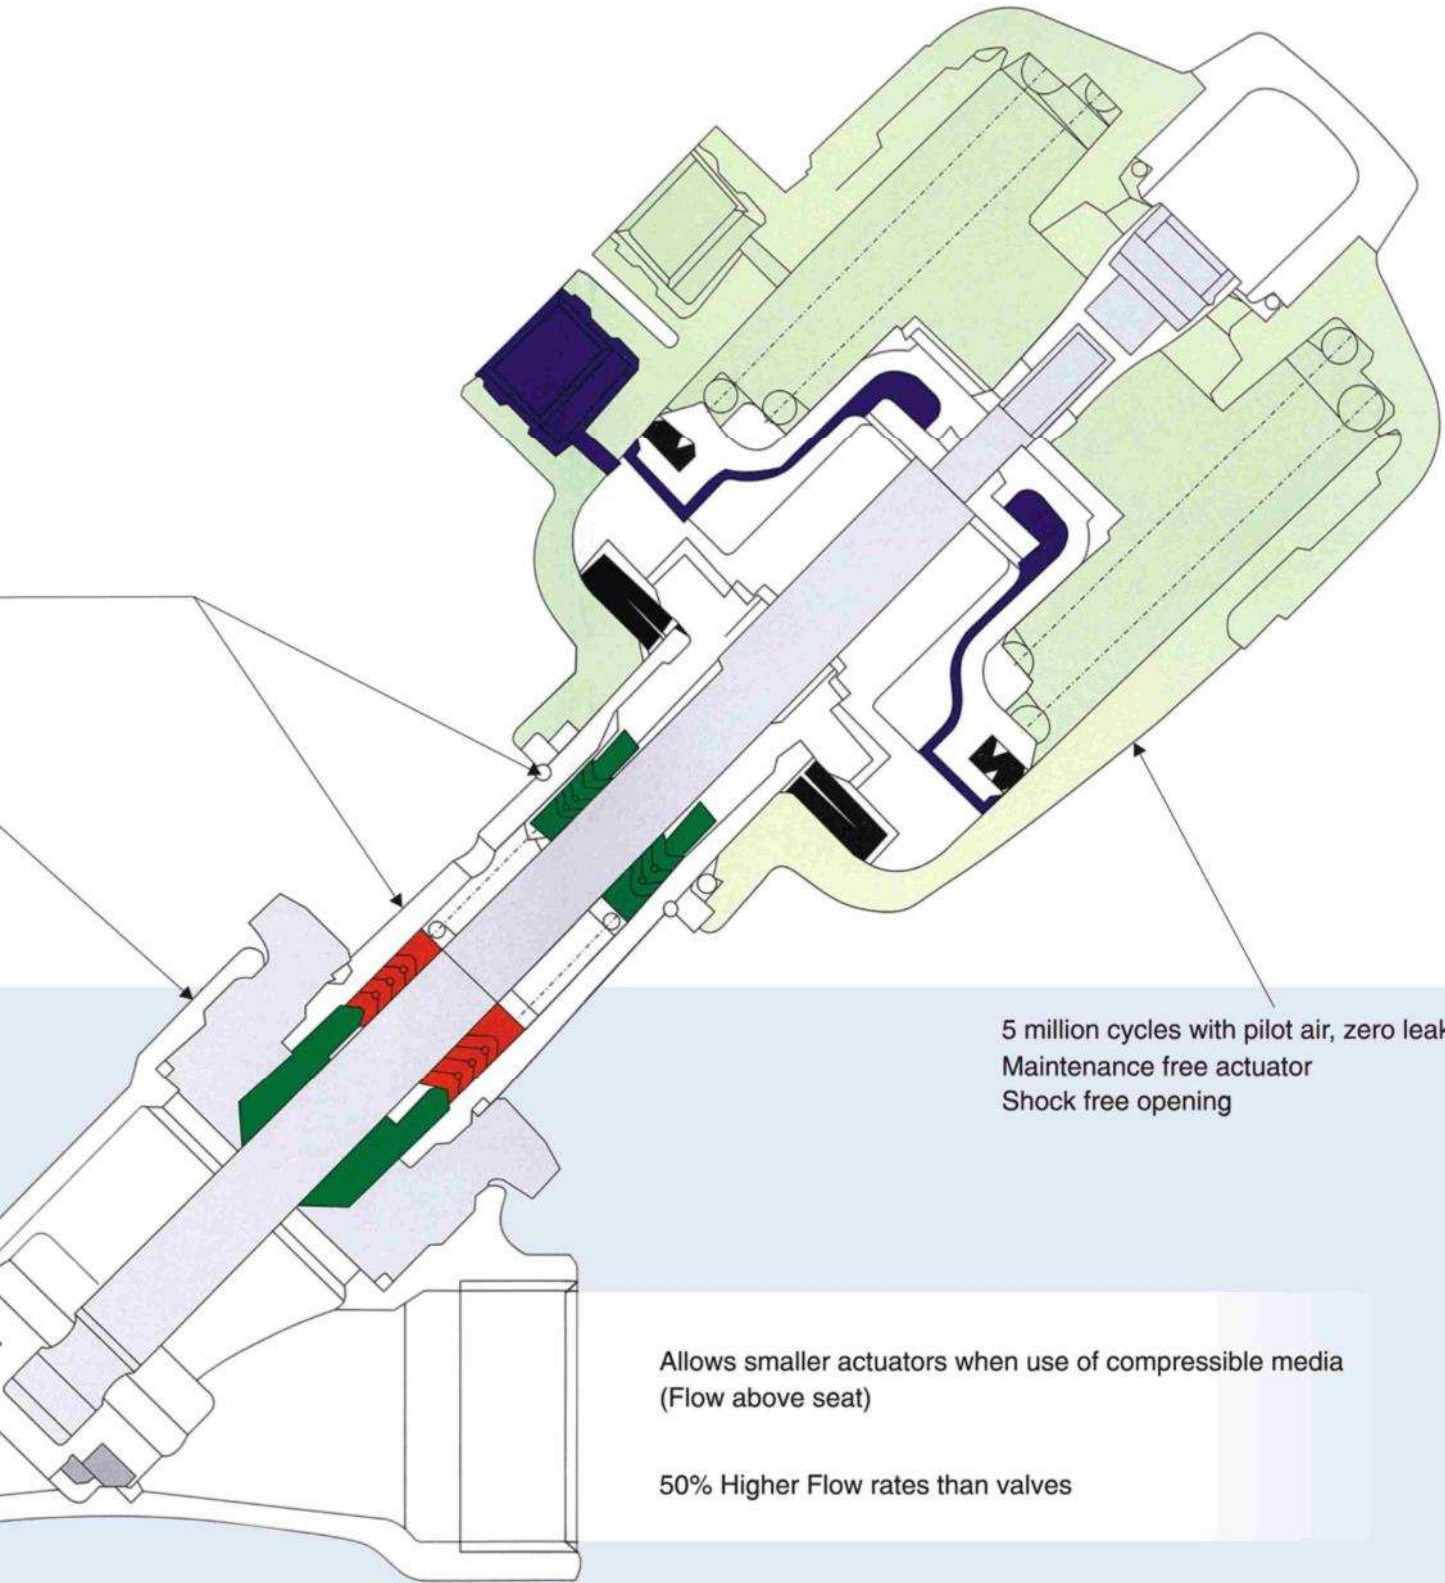 5 million cycles with pilot air, zero leak
Maintenance free actuator
Shock free opening
Allows smaller actuators when use of compressible media
(Flow above seat)
50% Higher Flow rates than valves